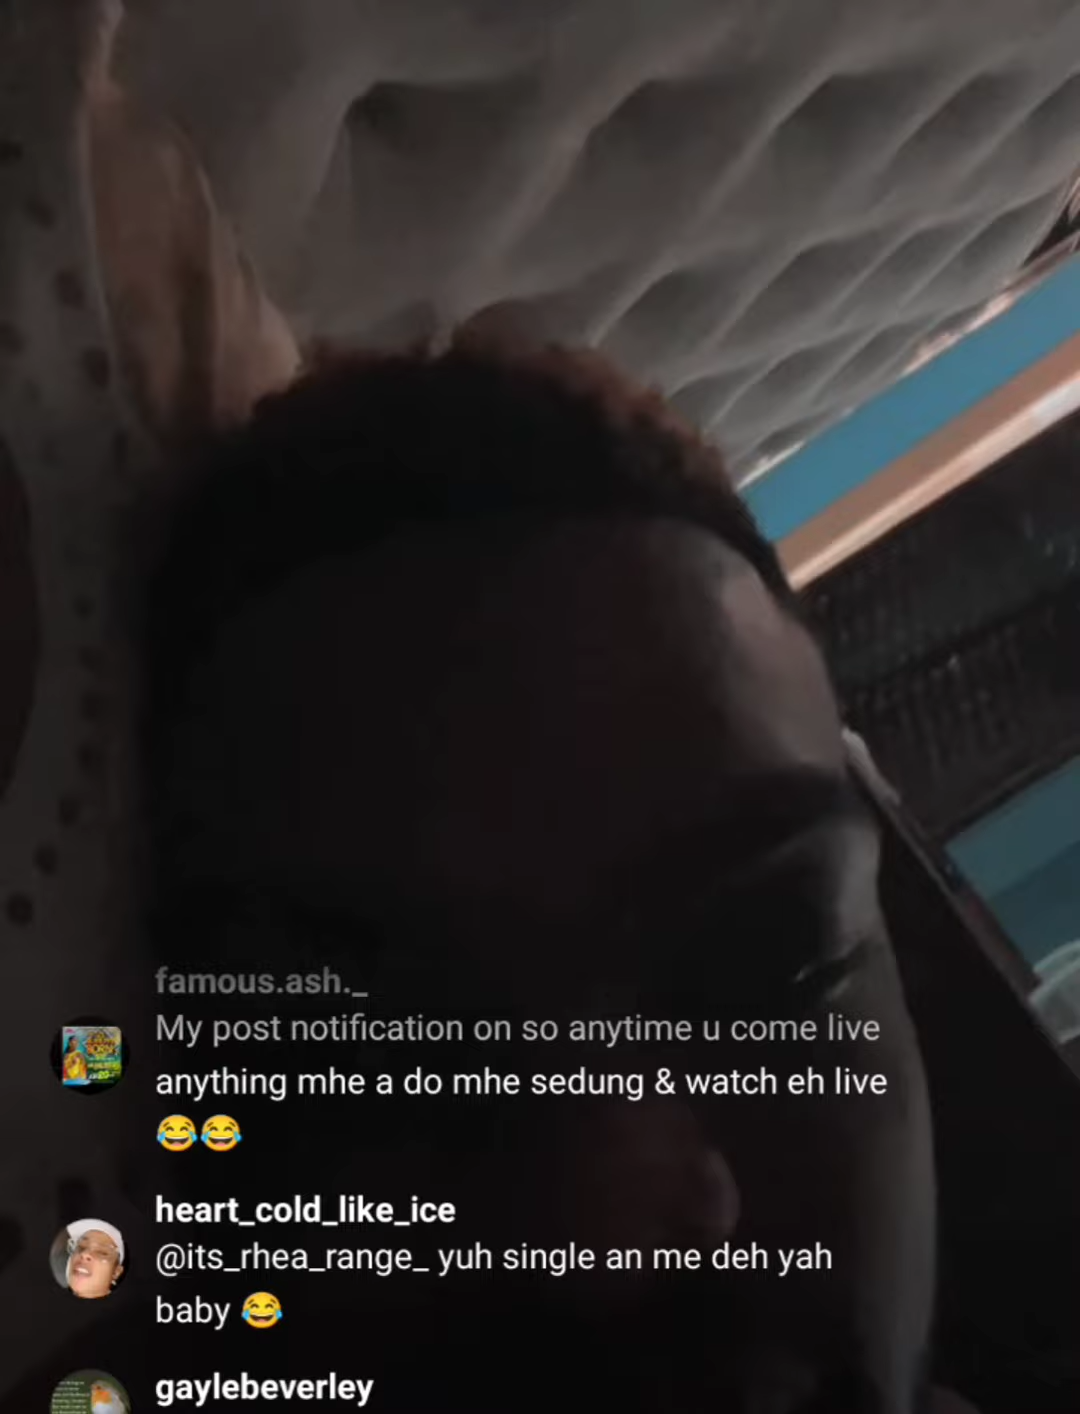 famous.ash._
My post notification on so anytime u come live
anything mhe a do mhe sedung & watch eh live
😂😂
heart_cold_like_ice
@its_rhea_range_ yuh single an me deh yah
baby 😂
gaylebeverley